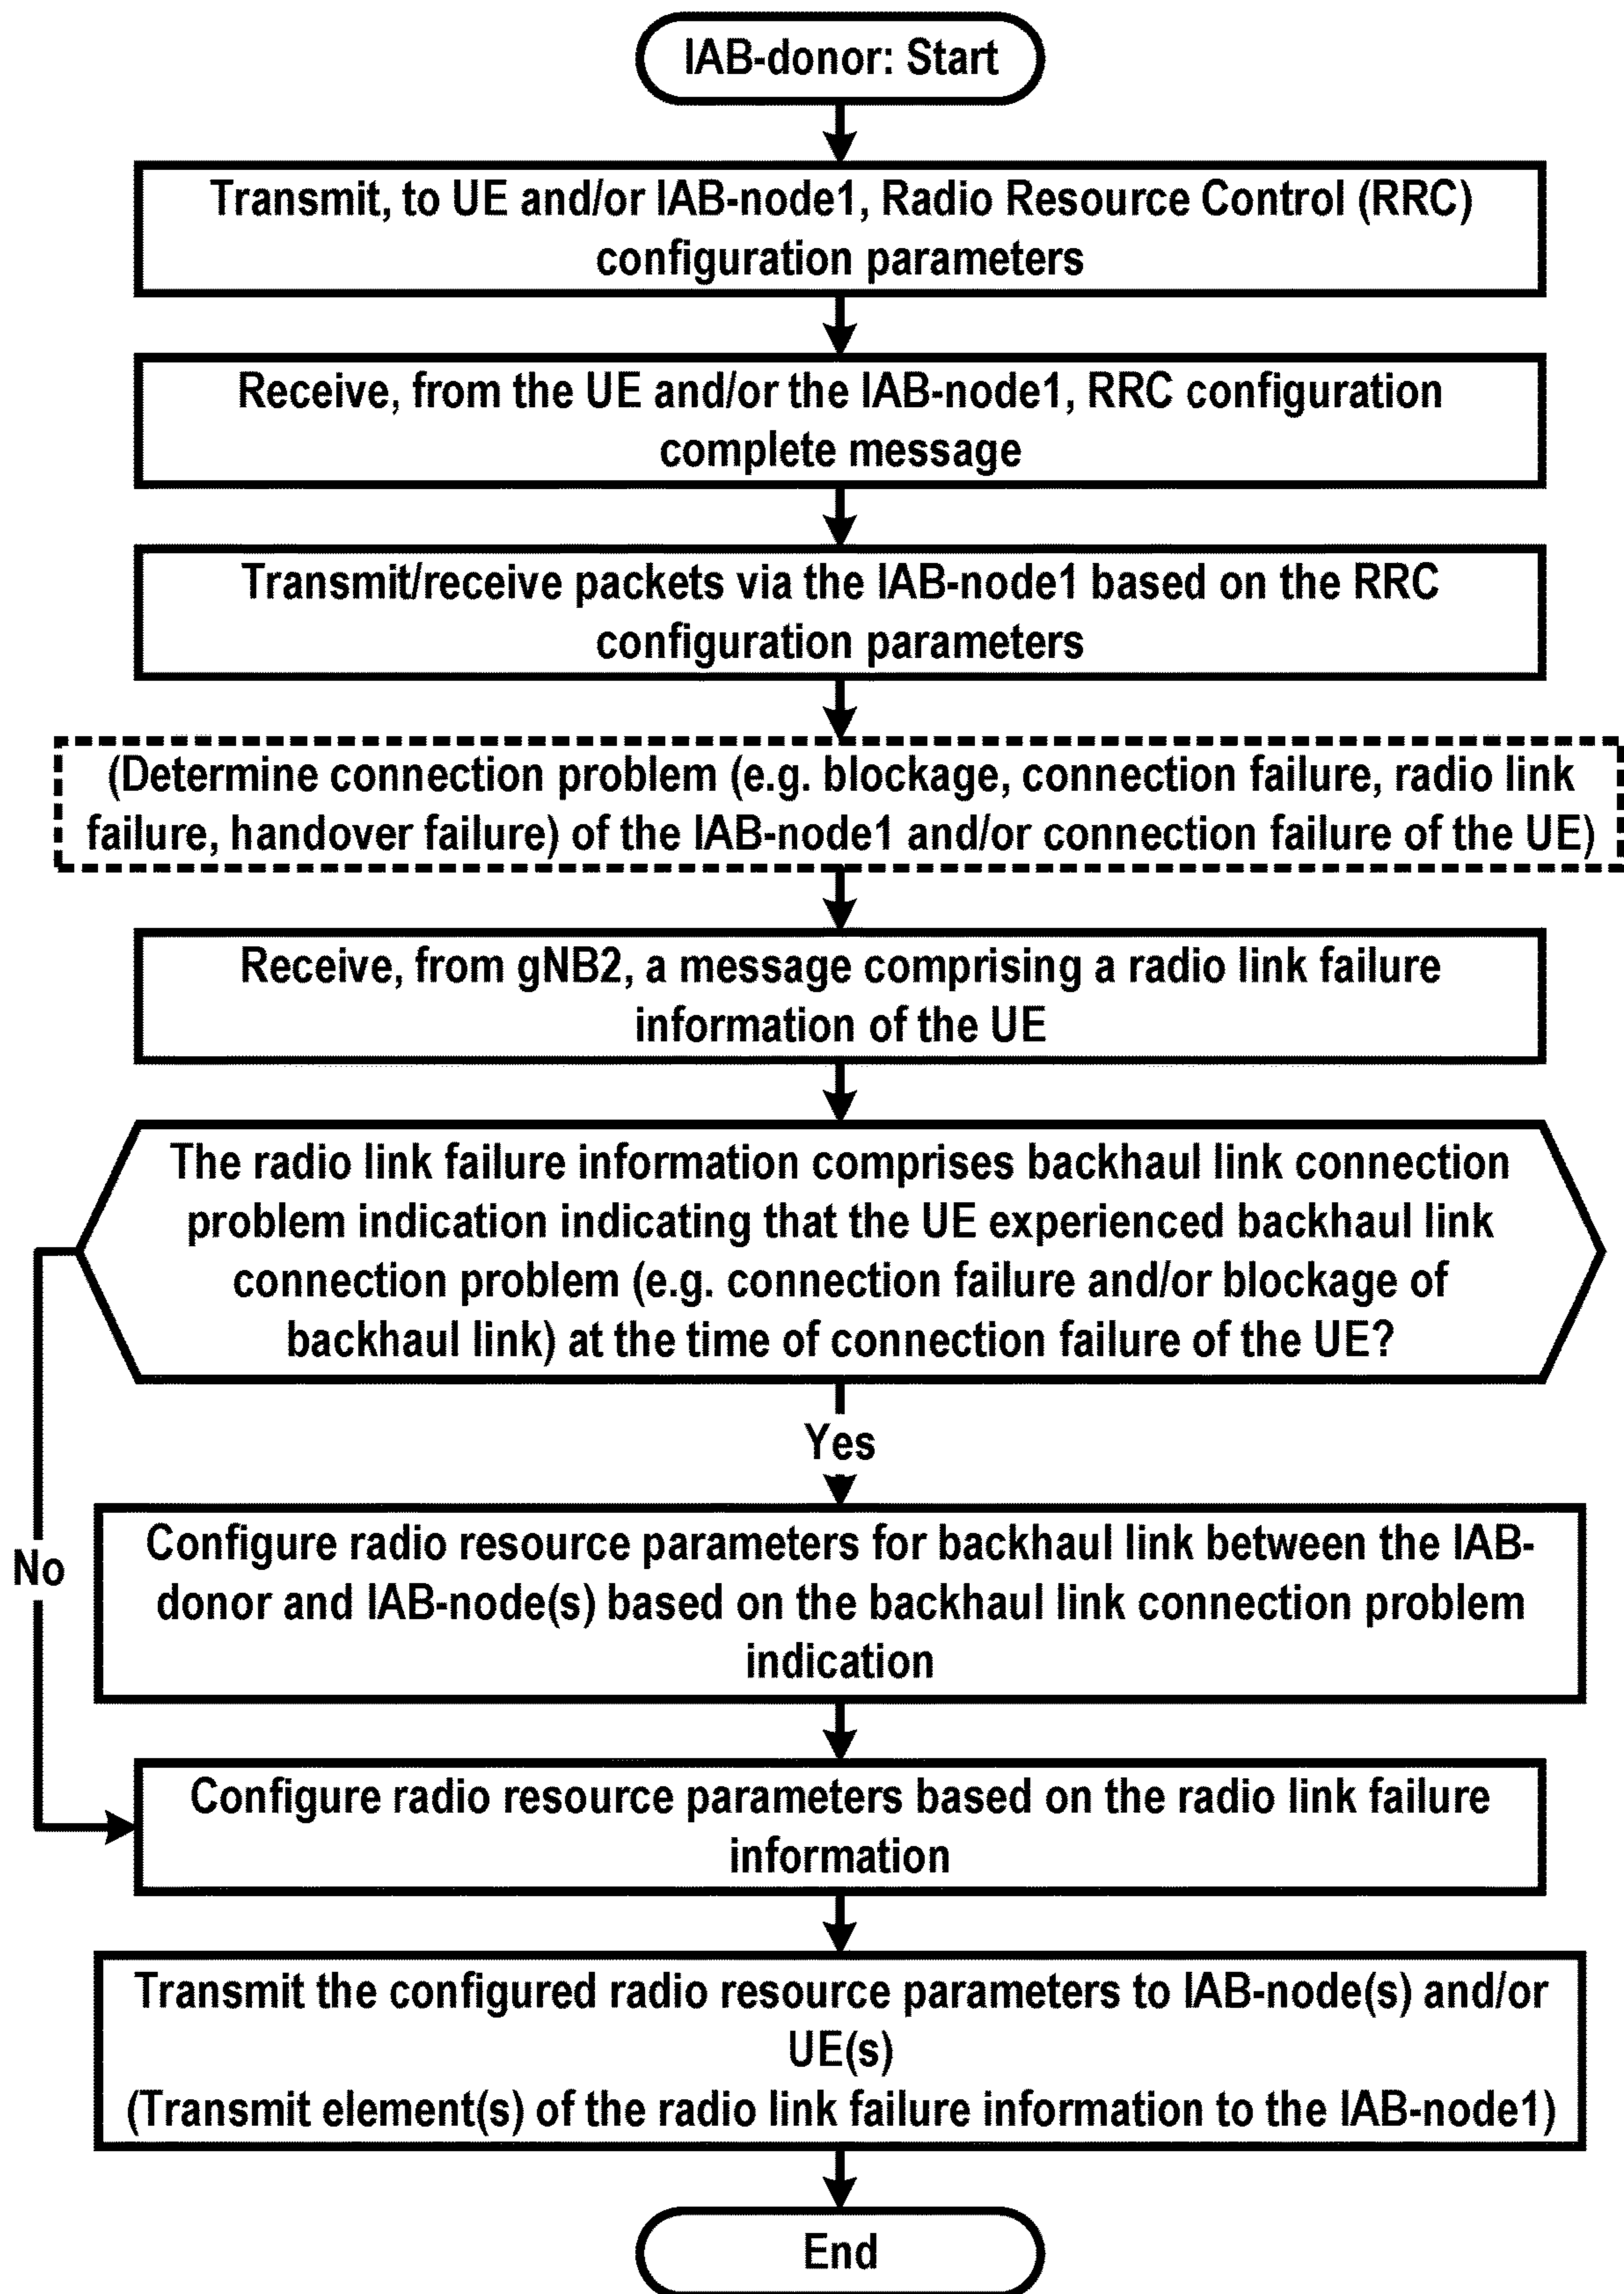 IAB-donor: Start
Transmit, to UE and/or IAB-node1, Radio Resource Control (RRC)
configuration parameters
Receive, from the UE and/or the IAB-node1, RRC configuration
complete message
Transmit/receive packets via the IAB-node1 based on the RRC
configuration parameters
(Determine connection problem (e.g. blockage, connection failure, radio link
failure, handover failure) of the IAB-node1 and/or connection failure of the UE)
Receive, from gNB2, a message comprising a radio link failure
information of the UE
The radio link failure information comprises backhaul link connection
problem indication indicating that the UE experienced backhaul link
connection problem (e.g. connection failure and/or blockage of
backhaul link) at the time of connection failure of the UE?
Yes
No
Configure radio resource parameters for backhaul link between the IAB-
donor and IAB-node(s) based on the backhaul link connection problem
indication
Configure radio resource parameters based on the radio link failure
information
Transmit the configured radio resource parameters to IAB-node(s) and/or
UE(s)
(Transmit element(s) of the radio link failure information to the IAB-node1)
End